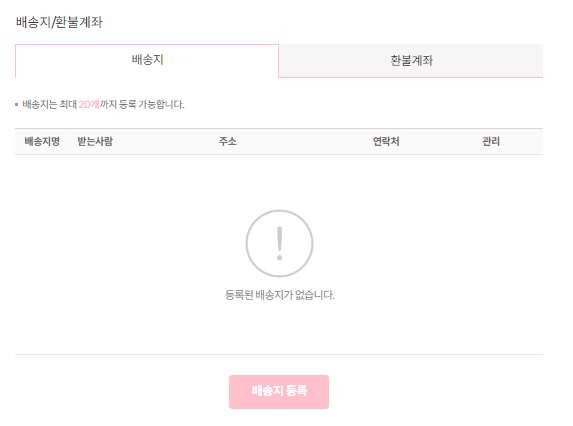 배송지/환불계좌
배송지 환불계좌
배송지는 최대 20개까지 등록 가능합니다.
배송지명 받는사람 주소 연락처 관리
등록된 배송지가 없습니다.
배송지 등록